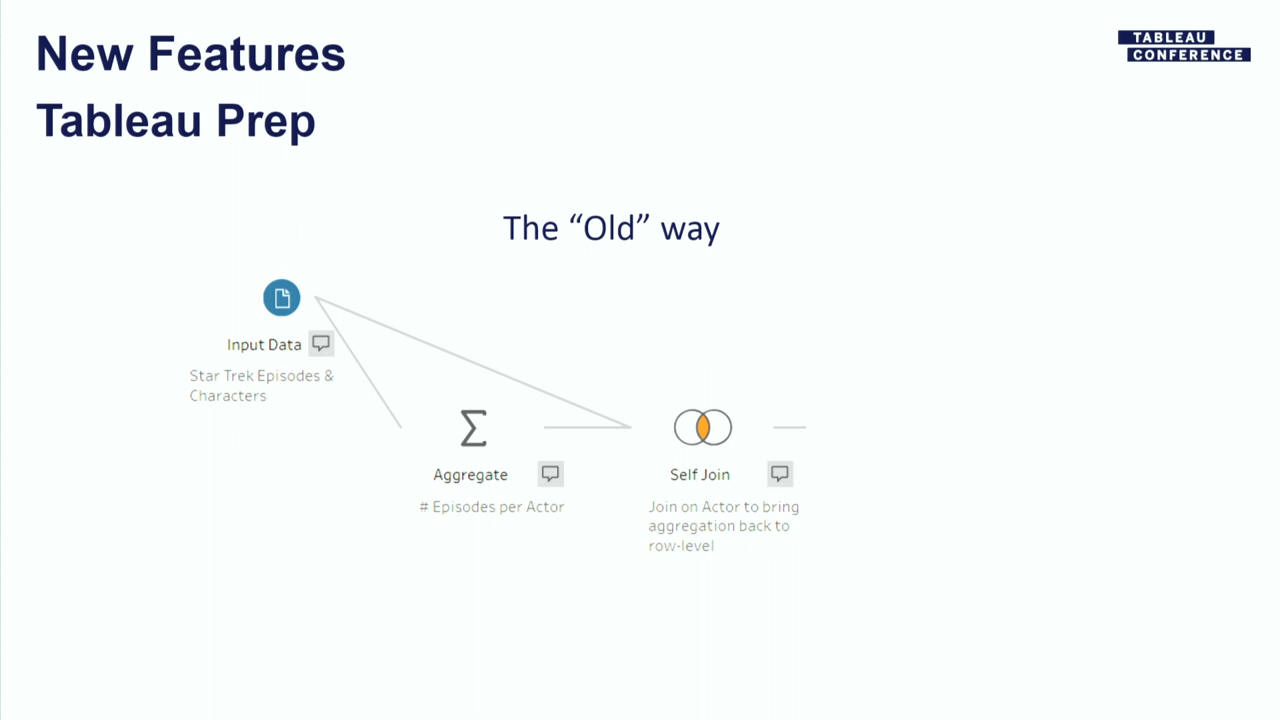 New Features
Tableau Prep
TABLEAU
CONFERENCE
The “Old” way
Input Data
Star Trek Episodes &
Characters
Aggregate
# Episodes per Actor
Self Join
Join on Actor to bring
aggregation back to
row-level